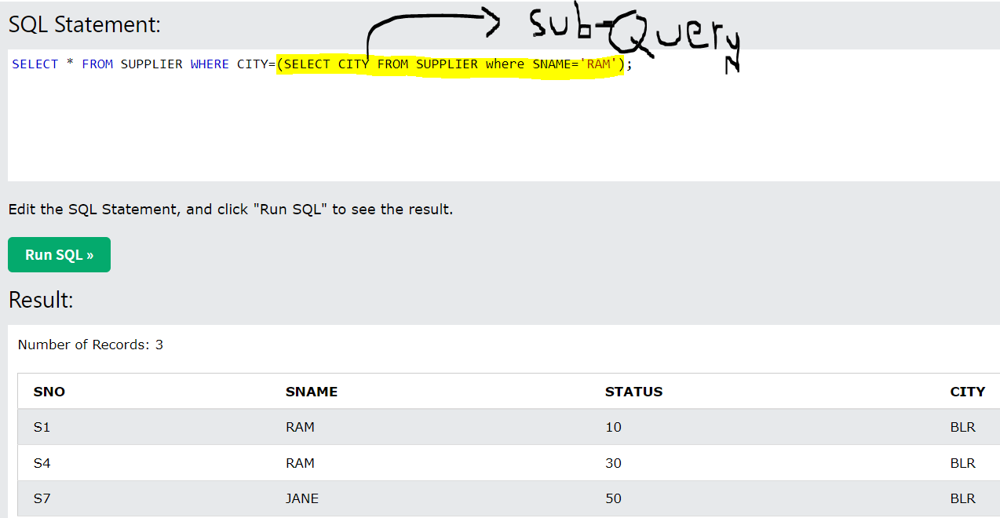 SQL Statement:
sub-Query
SELECT * FROM SUPPLIER WHERE CITY=(SELECT CITY FROM SUPPLIER where SNAME='RAM');
Edit the SQL Statement, and click "Run SQL" to see the result.
Run SQL »
Result:
Number of Records: 3
SNO SNAME STATUS CITY
S1 RAM 10 BLR
S4 RAM 30 BLR
S7 JANE 50 BLR